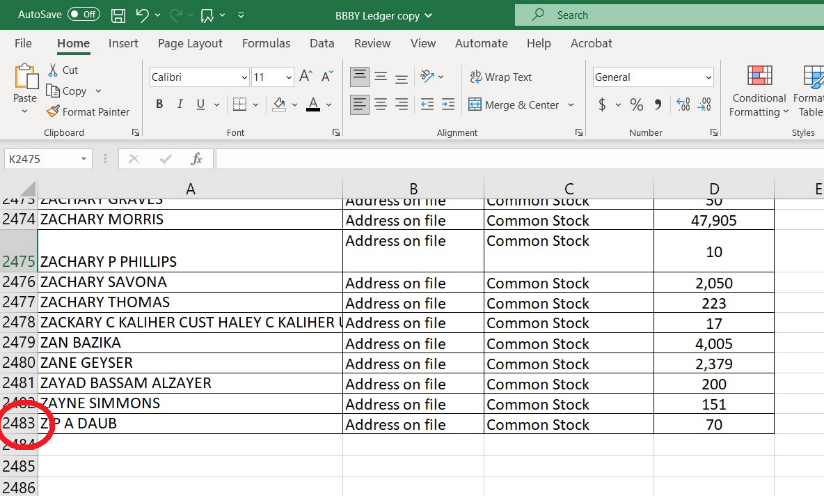 AutoSave Off BBBY Ledger copy Search
File Home Insert Page Layout Formulas Data Review View Automate Help Acrobat
Paste Cut Calibri 11 A A Wrap Text General Conditional Format
Copy B I U A Merge & Center $ % 9 .00 .00 Formatting Table
Format Painter
Clipboard Font Alignment Number Styles
K2475 fx
A B C D E
2473 ZACHARY GRAVES Address on file Common Stock 50
2474 ZACHARY MORRIS Address on file Common Stock 47,905
2475 ZACHARY P PHILLIPS Address on file Common Stock 10
2476 ZACHARY SAVONA Address on file Common Stock 2,050
2477 ZACHARY THOMAS Address on file Common Stock 223
2478 ZACKARY C KALIHER CUST HALEY C KALIHER U Address on file Common Stock 17
2479 ZAN BAZIKA Address on file Common Stock 4,005
2480 ZANE GEYSER Address on file Common Stock 2,379
2481 ZAYAD BASSAM ALZAYER Address on file Common Stock 200
2482 ZAYNE SIMMONS Address on file Common Stock 151
2483 ZIP A DAUB Address on file Common Stock 70
2484
2485
2486